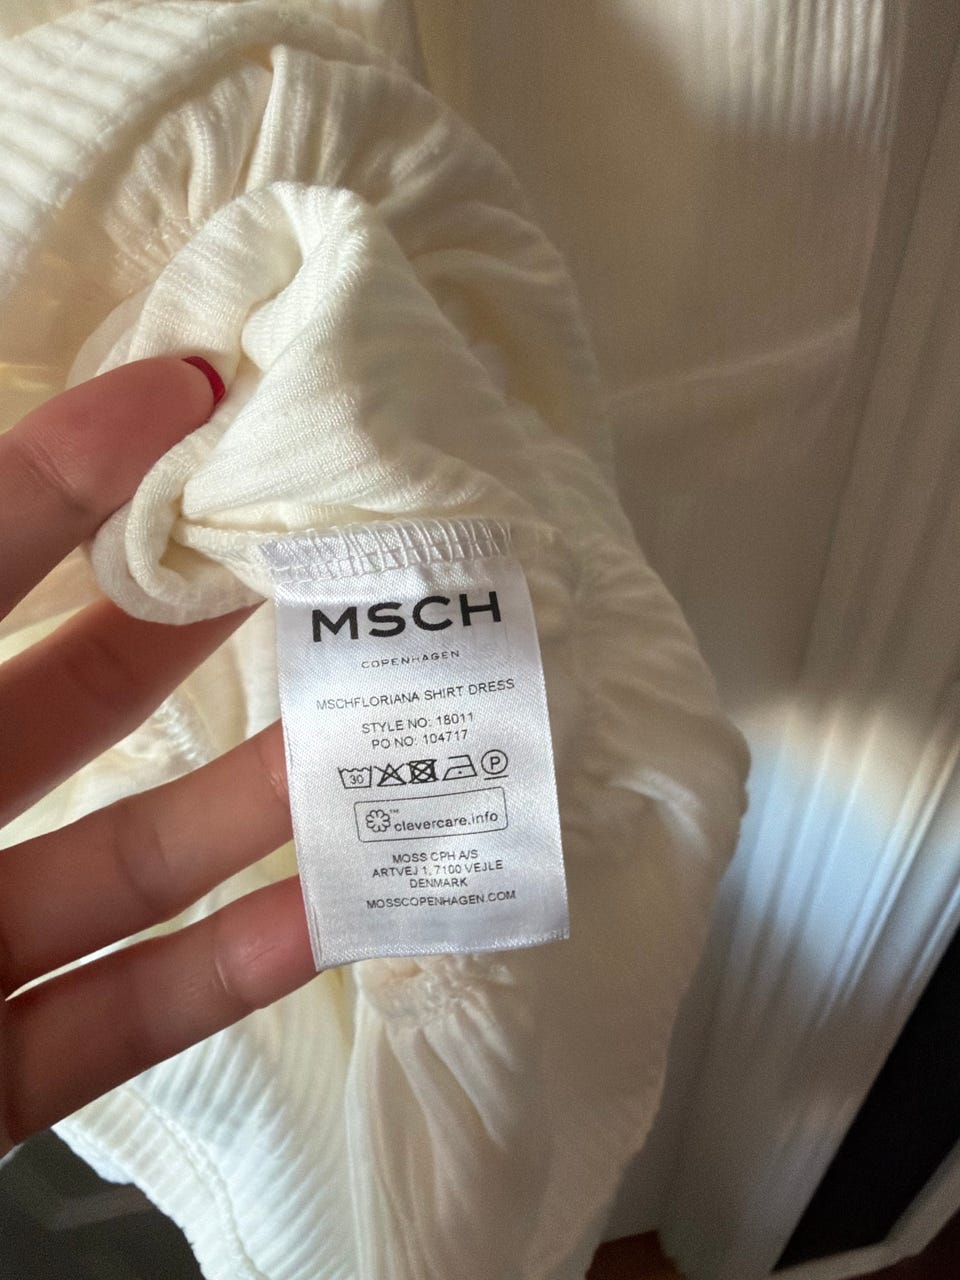 MSCH
COPENHAGEN
MSCHFLORIANA SHIRT DRESS
STYLE NO: 18011
PO NO: 104717
30 P
clevercare.info
MOSS CPH A/S
ARTVEJ 1, 7100 VEJLE
DENMARK
MOSSCOPENHAGEN.COM